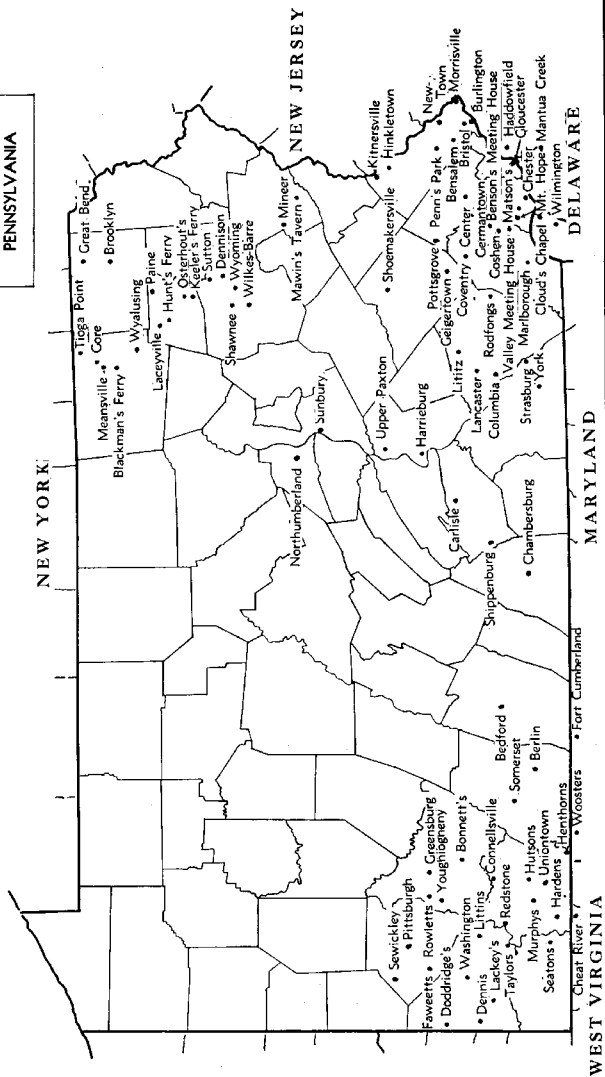 PENNSYLVANIA
NEW YORK
NEW JERSEY
Tioga Point
Great Bend
Gore
Brooklyn
Meansville
Blackman's Ferry
Wyalusing
Paine
Laceyville
Hunt's Ferry
Osterhout's
Keeler's Ferry
Sutton
Dennison
Shawnee
Wyoming
Wilkes-Barre
Mineer
Mawin's Tavern
Sunbury
Northumberland
Kitnersville
Hinkletown
Shoemakersville
Upper Paxton
Harrieburg
New-
Town
Morrisville
Penn's Park
Bensalem
Bristol
Burlington
Pottsgrove
Geigertown
Coventry
Center
Germantown
Benson's Meeting House
Goshen
Matson's
Haddowfield
Gloucester
Lititz
Lancaster
Columbia
Rodfongs
Valley Meeting House
Marlborough
Chester
Cloud's Chapel
Mt. Hope
Mantua Creek
Wilmington
Strasburg
York
DELAWARE
Carlisle
Shippenburg
Chambersburg
MARYLAND
Fort Cumberland
Bedford
Somerset
Berlin
Sewickley
Pittsburgh
Faweetts
Rowletts
Greensburg
Doddridge's
Youghiogneny
Bonnett's
Washington
Dennis
Littins
Connellsville
Lackey's
Redstone
Taylors
Murphys
Hutsons
Uniontown
Seatons
Hardens
Henthorns
Woosters
Cheat River
WEST VIRGINIA